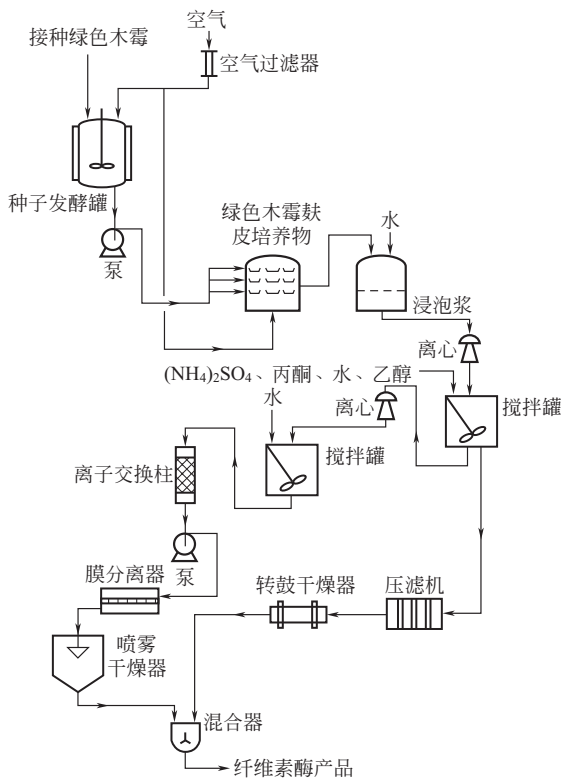 空气
接种绿色木霉
空气过滤器
种子发酵罐
绿色木霉麸
皮培养物
水
泵
浸泡浆
离心
(NH4)2SO4、丙酮、水、乙醇
水
离心
搅拌罐
搅拌罐
离子交换柱
泵
膜分离器
转鼓干燥器
压滤机
喷雾
干燥器
混合器
纤维素酶产品